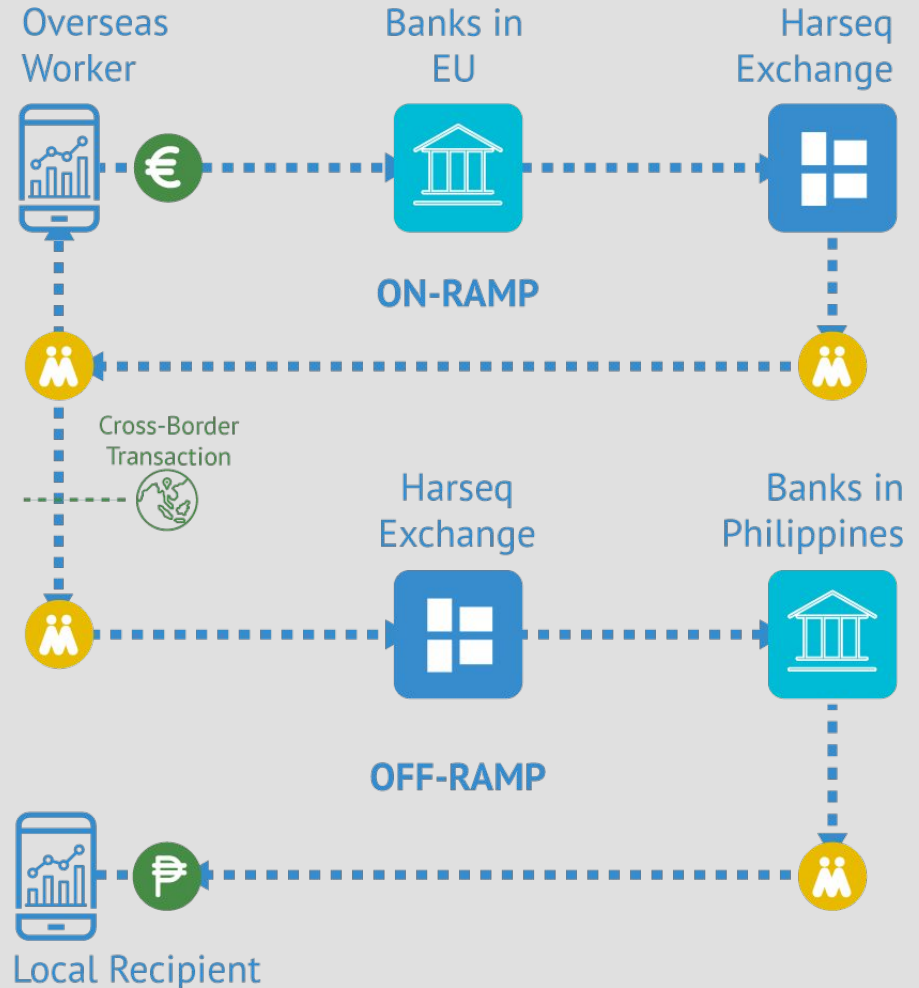 Overseas
Worker
Banks in
EU
Harseq
Exchange
€
ON-RAMP
Cross-Border
Transaction
Harseq
Exchange
Banks in
Philippines
OFF-RAMP
₱
Local Recipient